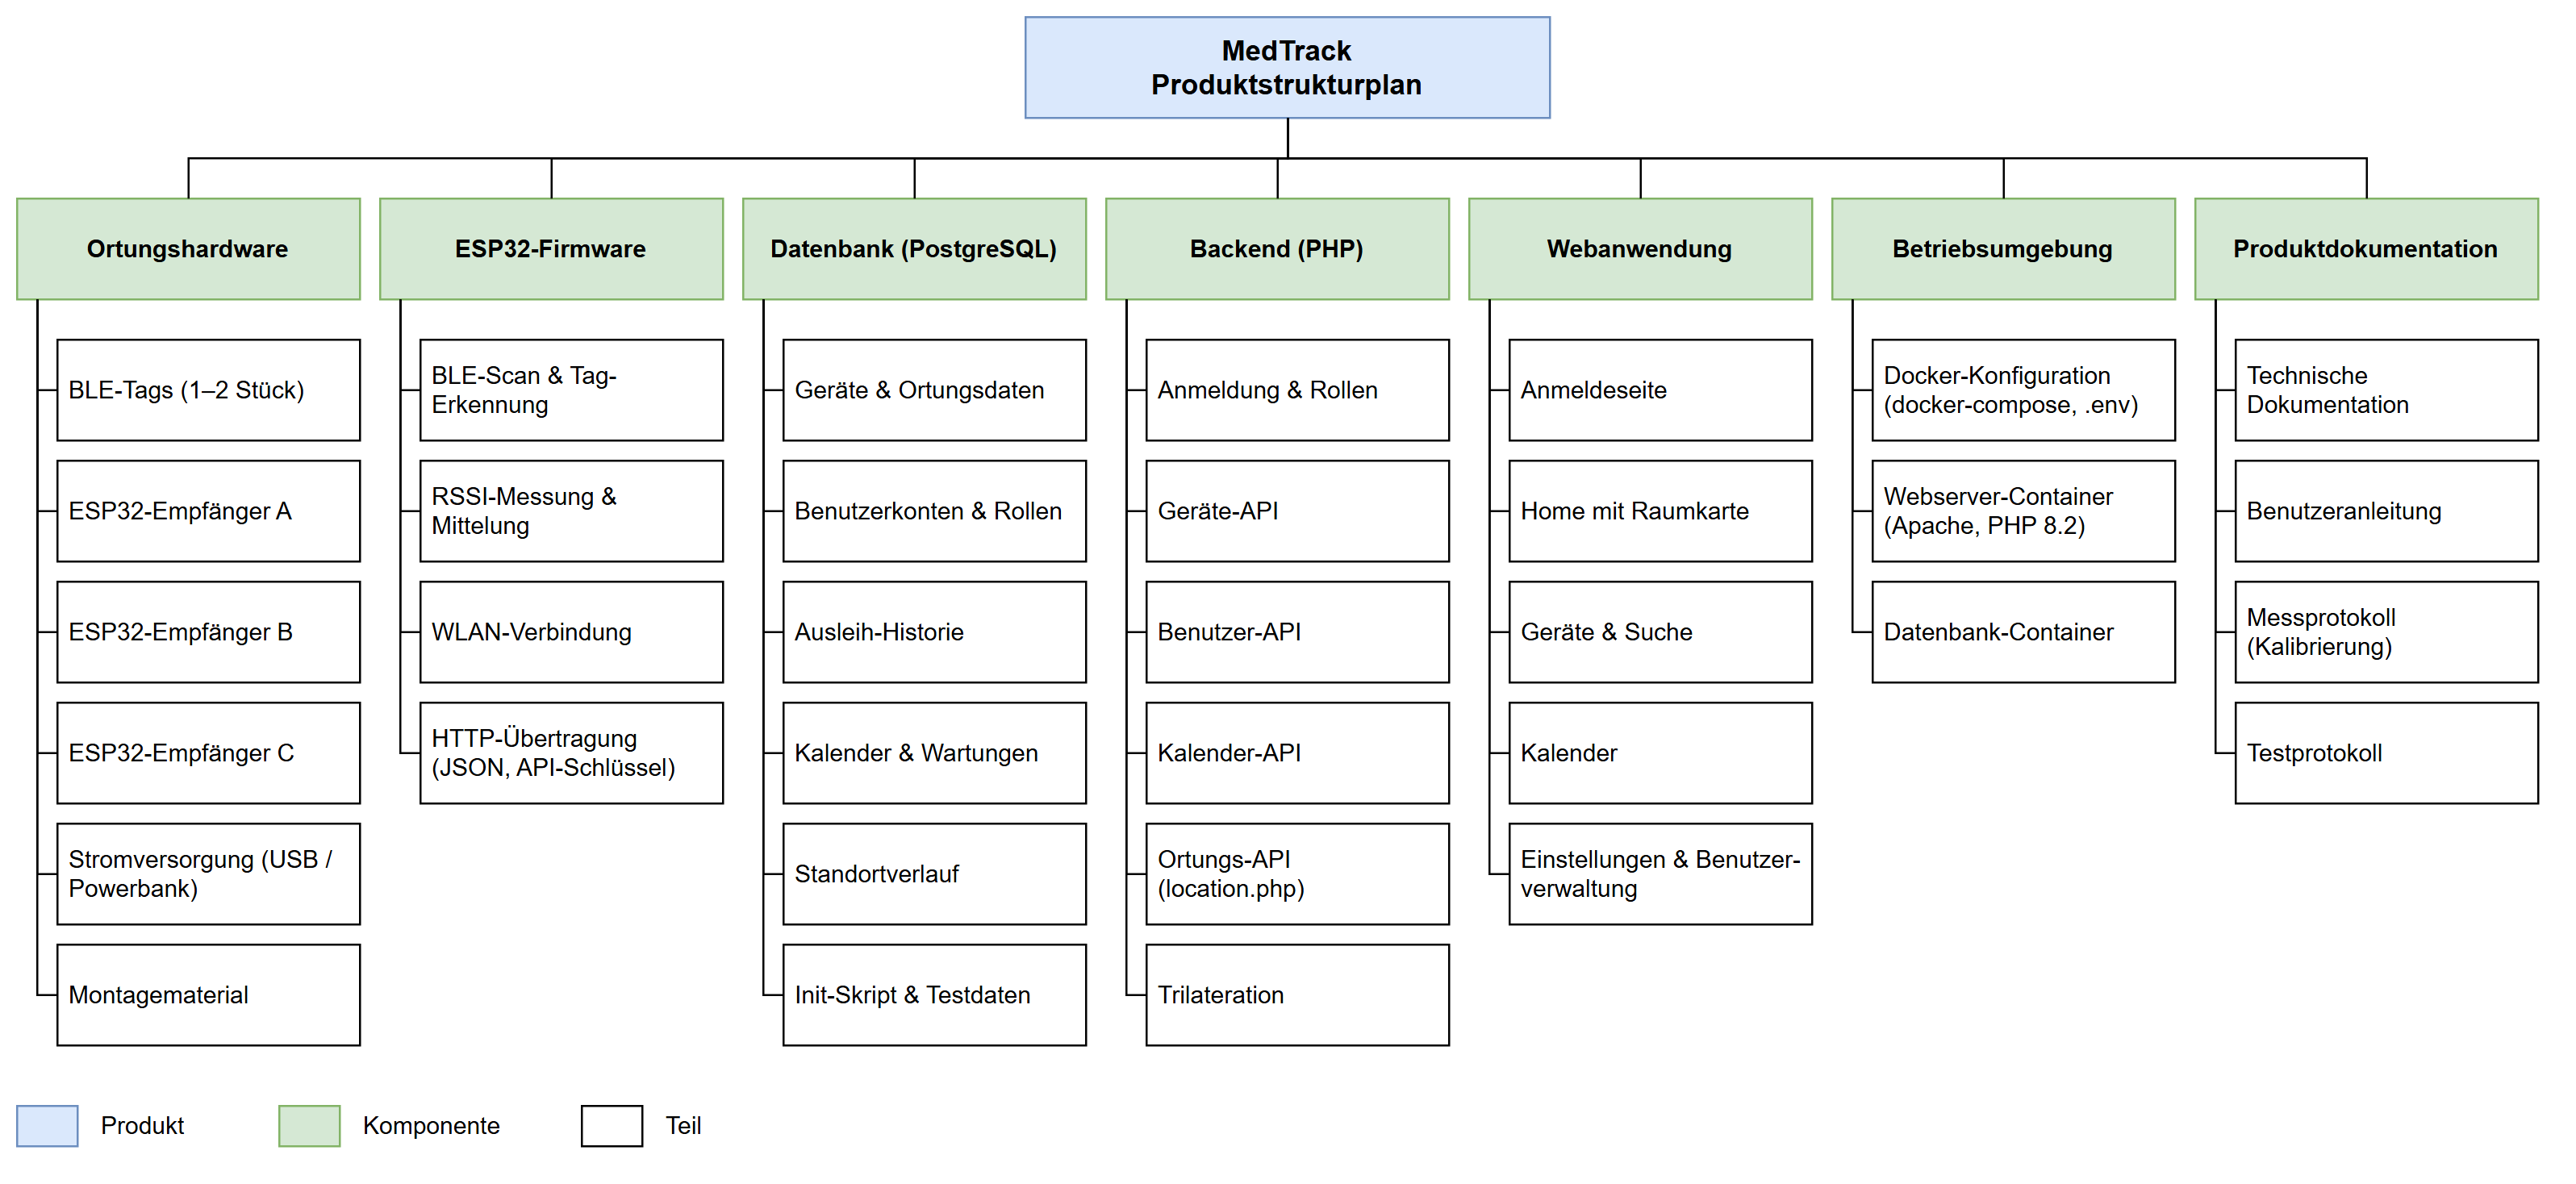 MedTrack
Produktstrukturplan
Ortungshardware
BLE-Tags (1–2 Stück)
ESP32-Empfänger A
ESP32-Empfänger B
ESP32-Empfänger C
Stromversorgung (USB /
Powerbank)
Montagematerial
ESP32-Firmware
BLE-Scan & Tag-
Erkennung
RSSI-Messung &
Mittelung
WLAN-Verbindung
HTTP-Übertragung
(JSON, API-Schlüssel)
Datenbank (PostgreSQL)
Geräte & Ortungsdaten
Benutzerkonten & Rollen
Ausleih-Historie
Kalender & Wartungen
Standortverlauf
Init-Skript & Testdaten
Backend (PHP)
Anmeldung & Rollen
Geräte-API
Benutzer-API
Kalender-API
Ortungs-API
(location.php)
Trilateration
Webanwendung
Anmeldeseite
Home mit Raumkarte
Geräte & Suche
Kalender
Einstellungen & Benutzer-
verwaltung
Betriebsumgebung
Docker-Konfiguration
(docker-compose, .env)
Webserver-Container
(Apache, PHP 8.2)
Datenbank-Container
Produktdokumentation
Technische
Dokumentation
Benutzeranleitung
Messprotokoll
(Kalibrierung)
Testprotokoll
Produkt
Komponente
Teil